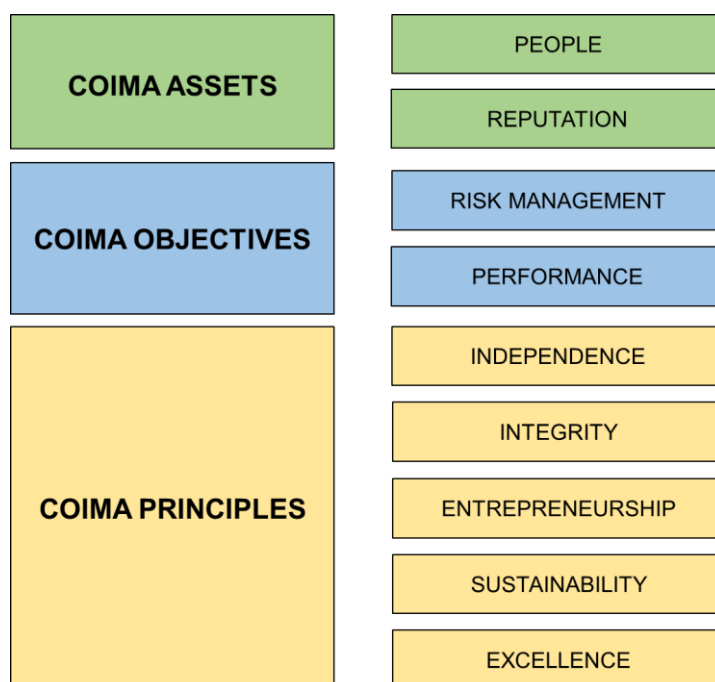 COIMA ASSETS
PEOPLE
REPUTATION
COIMA OBJECTIVES
RISK MANAGEMENT
PERFORMANCE
COIMA PRINCIPLES
INDEPENDENCE
INTEGRITY
ENTREPRENEURSHIP
SUSTAINABILITY
EXCELLENCE